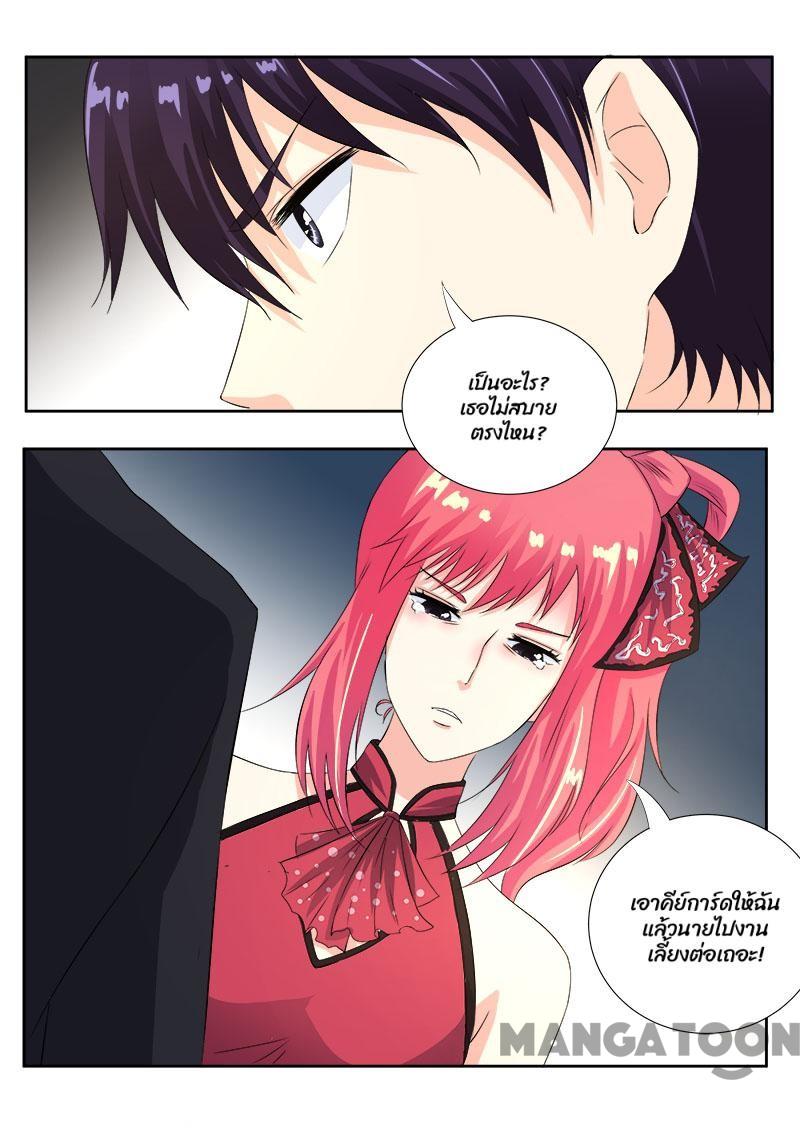 เป็นอะไร?
เธอไม่สบาย
ตรงไหน?
เอาคีย์การ์ดให้ฉัน
แล้วนายไปงาน
เลี้ยงต่อเถอะ!
MANGATOON